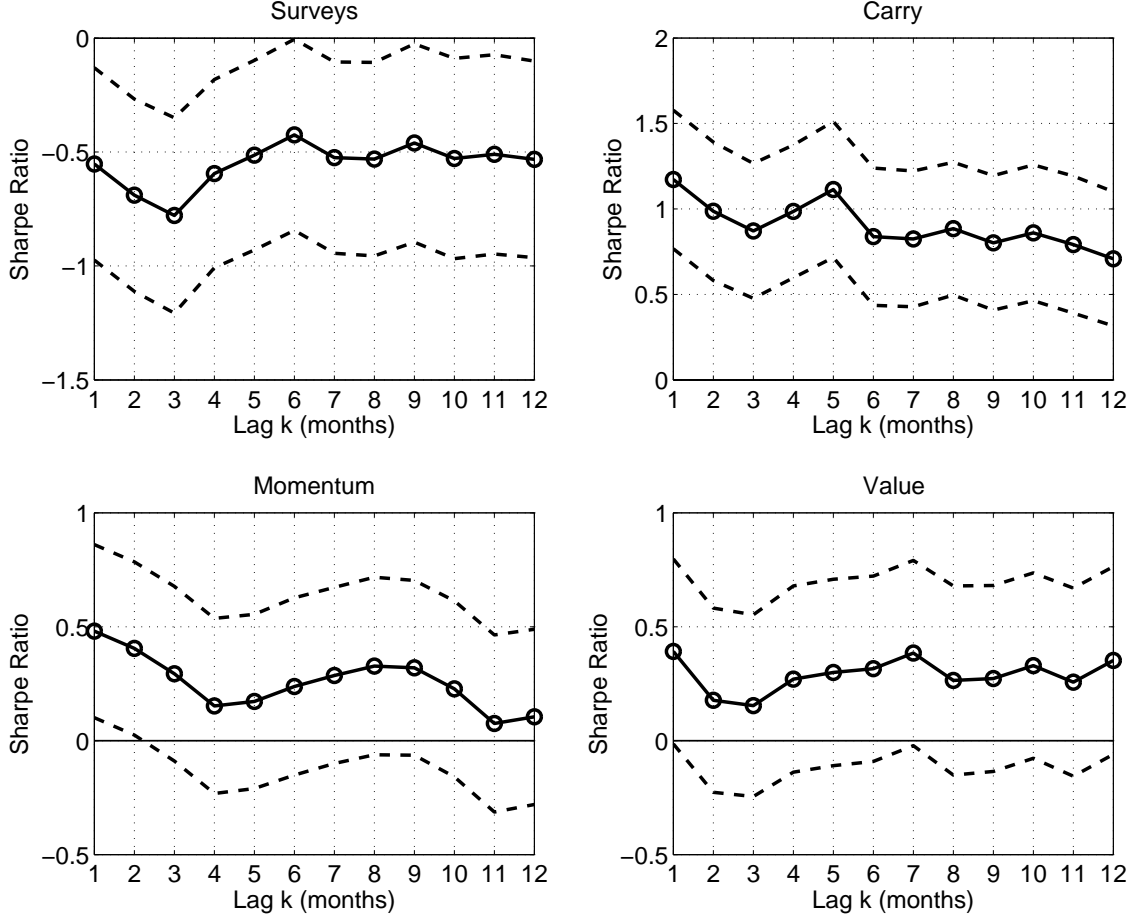 Surveys
0
−0.5
−1
−1.5
Sharpe Ratio
1 2 3 4 5 6 7 8 9 10 11 12
Lag k (months)
Carry
2
1.5
1
0.5
0
Sharpe Ratio
1 2 3 4 5 6 7 8 9 10 11 12
Lag k (months)
Momentum
1
0.5
0
−0.5
Sharpe Ratio
1 2 3 4 5 6 7 8 9 10 11 12
Lag k (months)
Value
1
0.5
0
−0.5
Sharpe Ratio
1 2 3 4 5 6 7 8 9 10 11 12
Lag k (months)